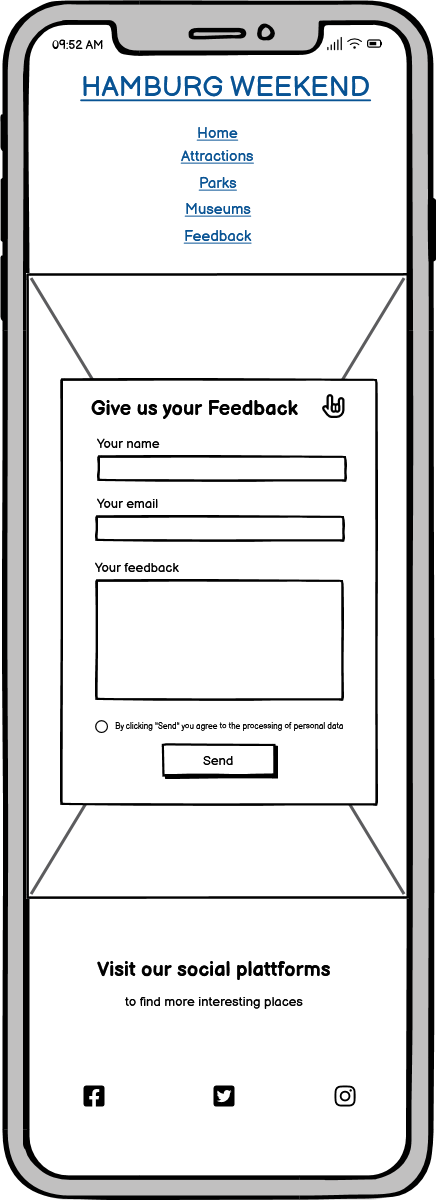 09:52 AM
HAMBURG WEEKEND
Home
Attractions
Parks
Museums
Feedback
Give us your Feedback
Your name
Your email
Your feedback
By clicking "Send" you agree to the processing of personal data
Send
Visit our social plattforms
to find more interesting places